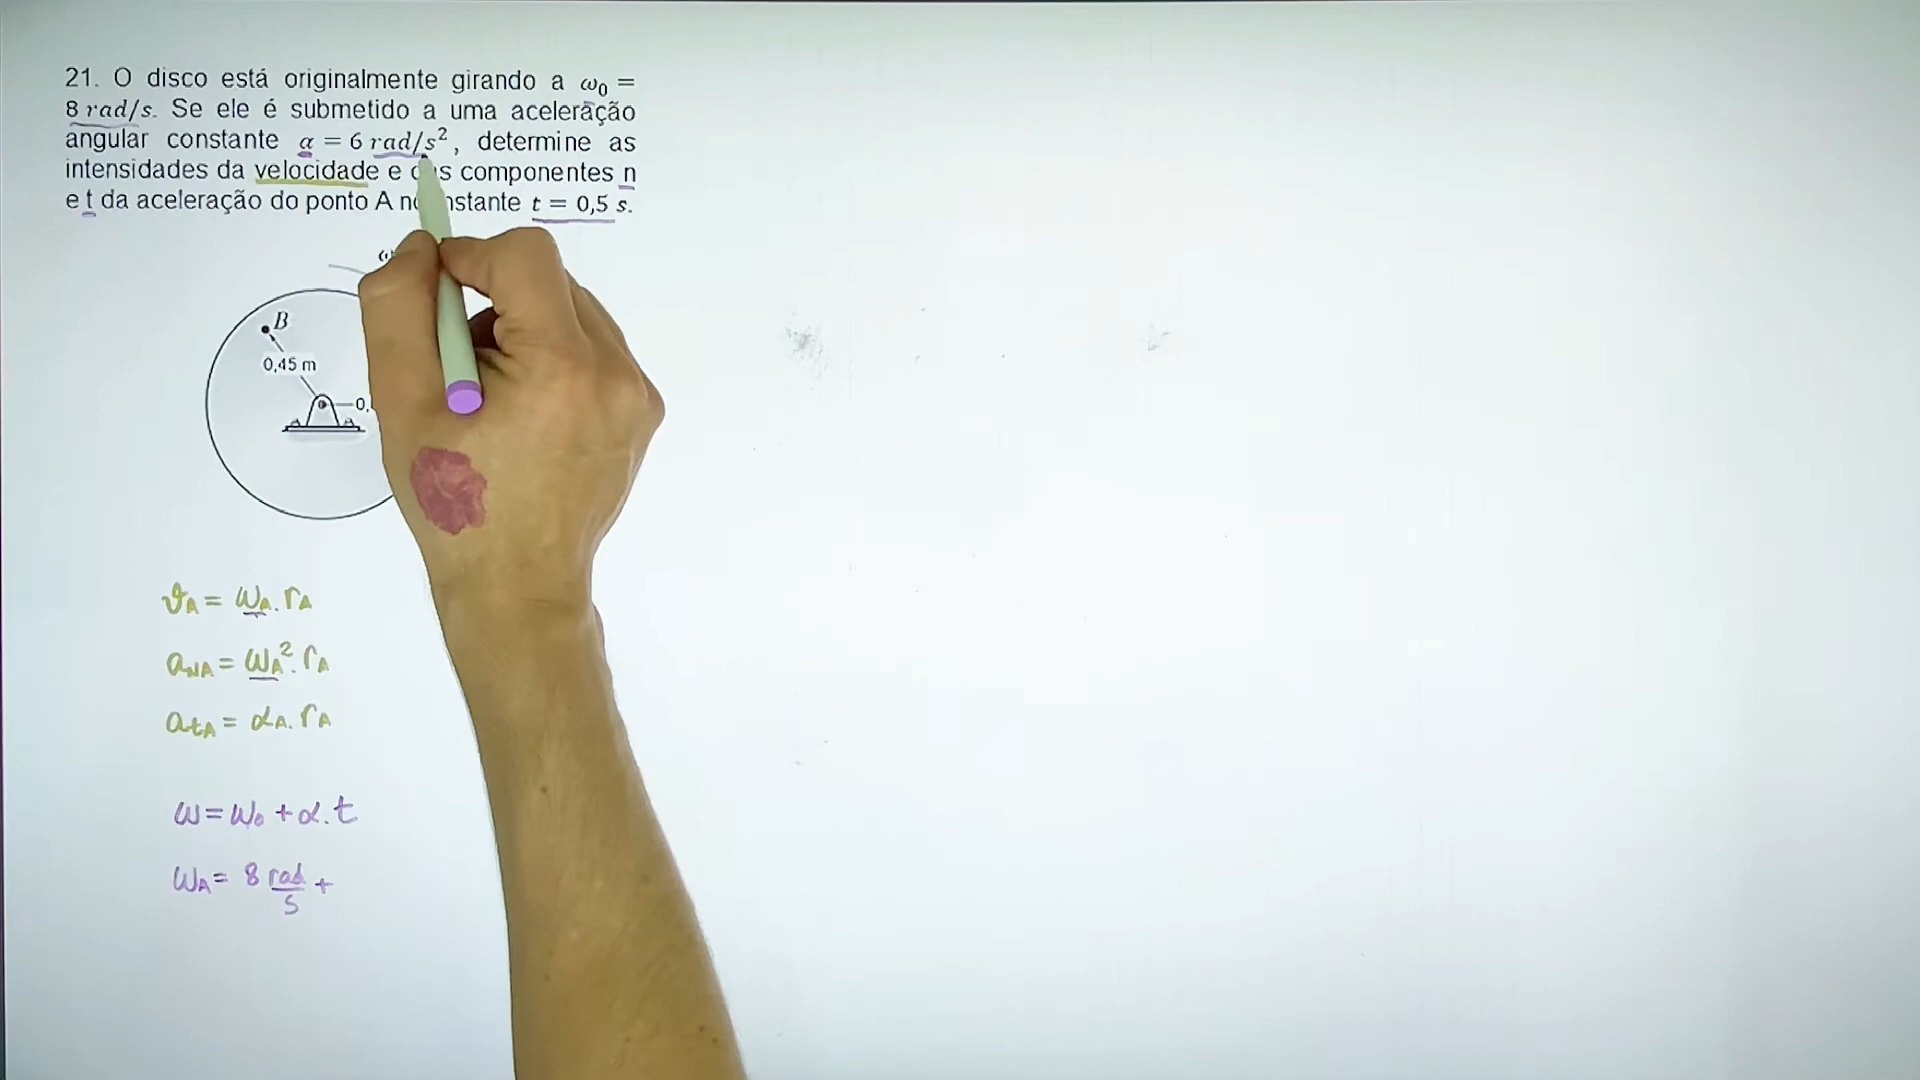 21. O disco está originalmente girando a ω₀ =
8 rad/s. Se ele é submetido a uma aceleração
angular constante α = 6 rad/s², determine as
intensidades da velocidade e componentes n
e t da aceleração do ponto A t = 0,5 s.
B
0,45 m
ϑA = ωA.rA
aNA = ωA².rA
atA = αA.rA
ω=ω₀ +α.t
ωA= 8 rad/s +